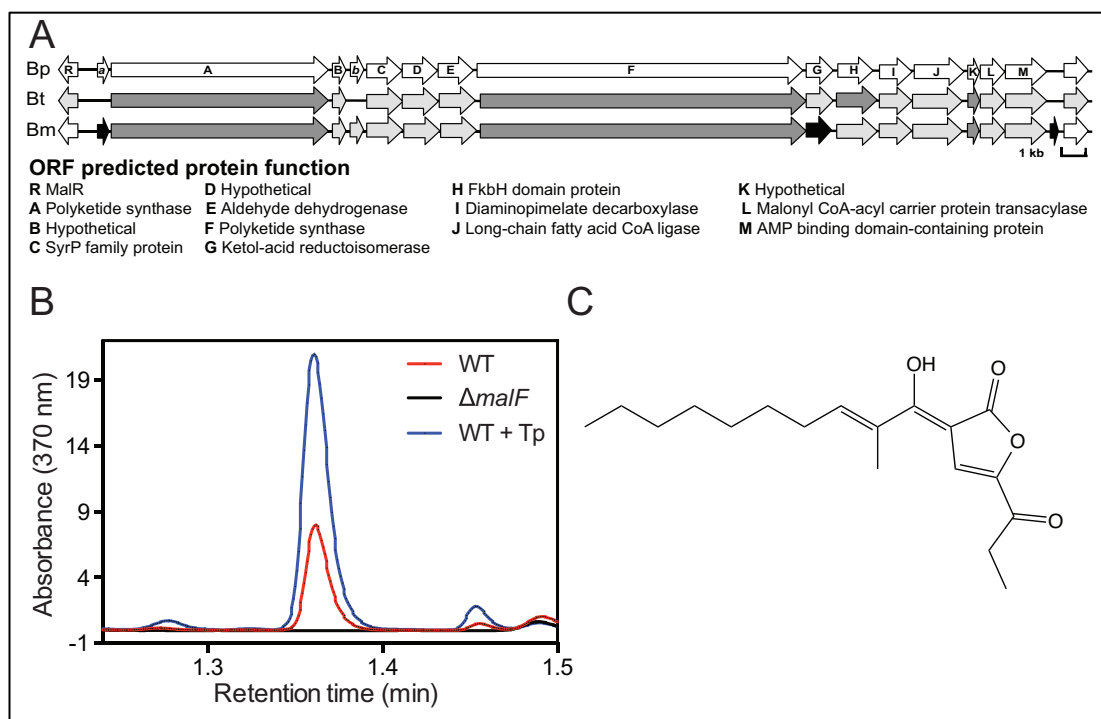 A
Bp R a A B b C D E F G H I J K L M
Bt
Bm
1 kb
ORF predicted protein function
R MalR
A Polyketide synthase
B Hypothetical
C SyrP family protein
D Hypothetical
E Aldehyde dehydrogenase
F Polyketide synthase
G Ketol-acid reductoisomerase
H FkbH domain protein
I Diaminopimelate decarboxylase
J Long-chain fatty acid CoA ligase
K Hypothetical
L Malonyl CoA-acyl carrier protein transacylase
M AMP binding domain-containing protein
B
Absorbance (370 nm)
19
14
9
4
-1
1.3 1.4 1.5
Retention time (min)
WT
ΔmalF
WT + Tp
C
OH
O
O
O